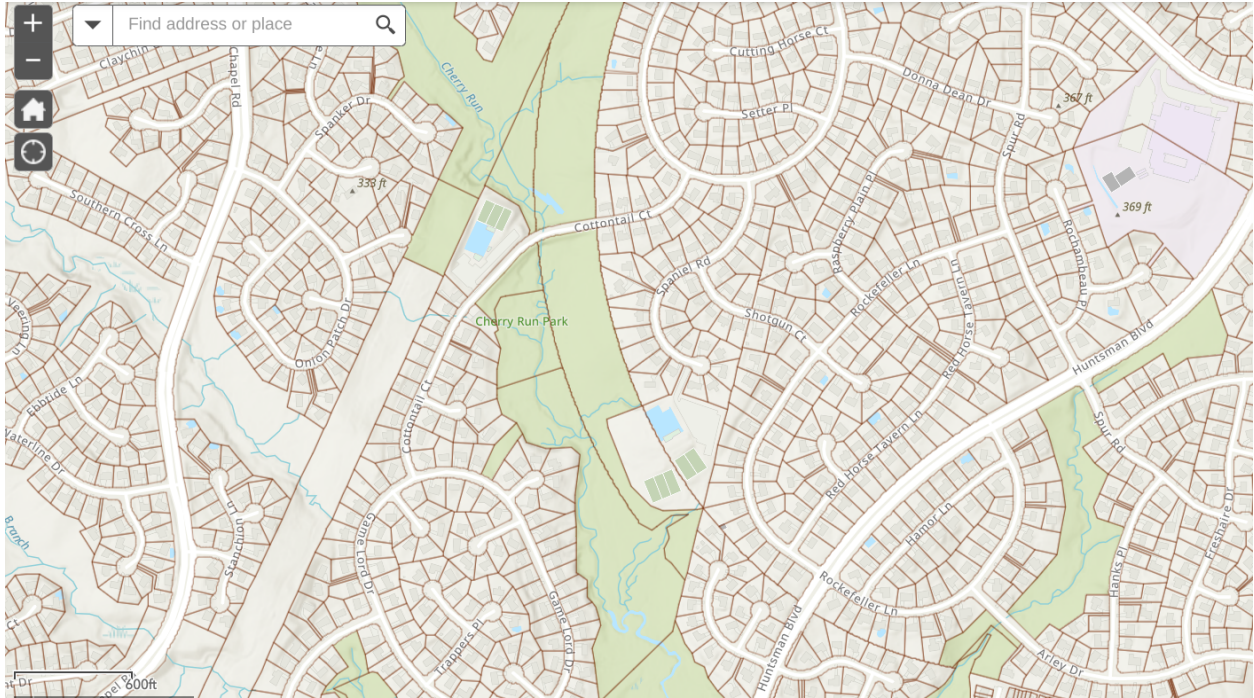 Find address or place
Cherry Run
Cutting Horse Ct
Claychin
Chapel Rd
Donna Dean Dr
367 ft
Setter Pl
Spanker Dr
Spur Rd
333 ft
Raspberry Plain Pl
369 ft
Southern Cross Ln
Cottontail Ct
Rochambeau Pl
Spaniel Rd
Rockefeller Ln
Red Horse Tavern Ln
Onion Patch Dr
Cherry Run Park
Shotgun Ct
Veering
Huntsman Blvd
Ebbtide Ln
Cottontail Ct
Waterline Dr
Red Horse Tavern Ln
Spur Rd
Stanchion Ln
Branch
Game Lord Dr
Hamor Ln
Freshaire Dr
Hanks Pl
Rockefeller Ln
Game Lord Dr
Trappers Pl
Huntsman Blvd
Arley Dr
600ft